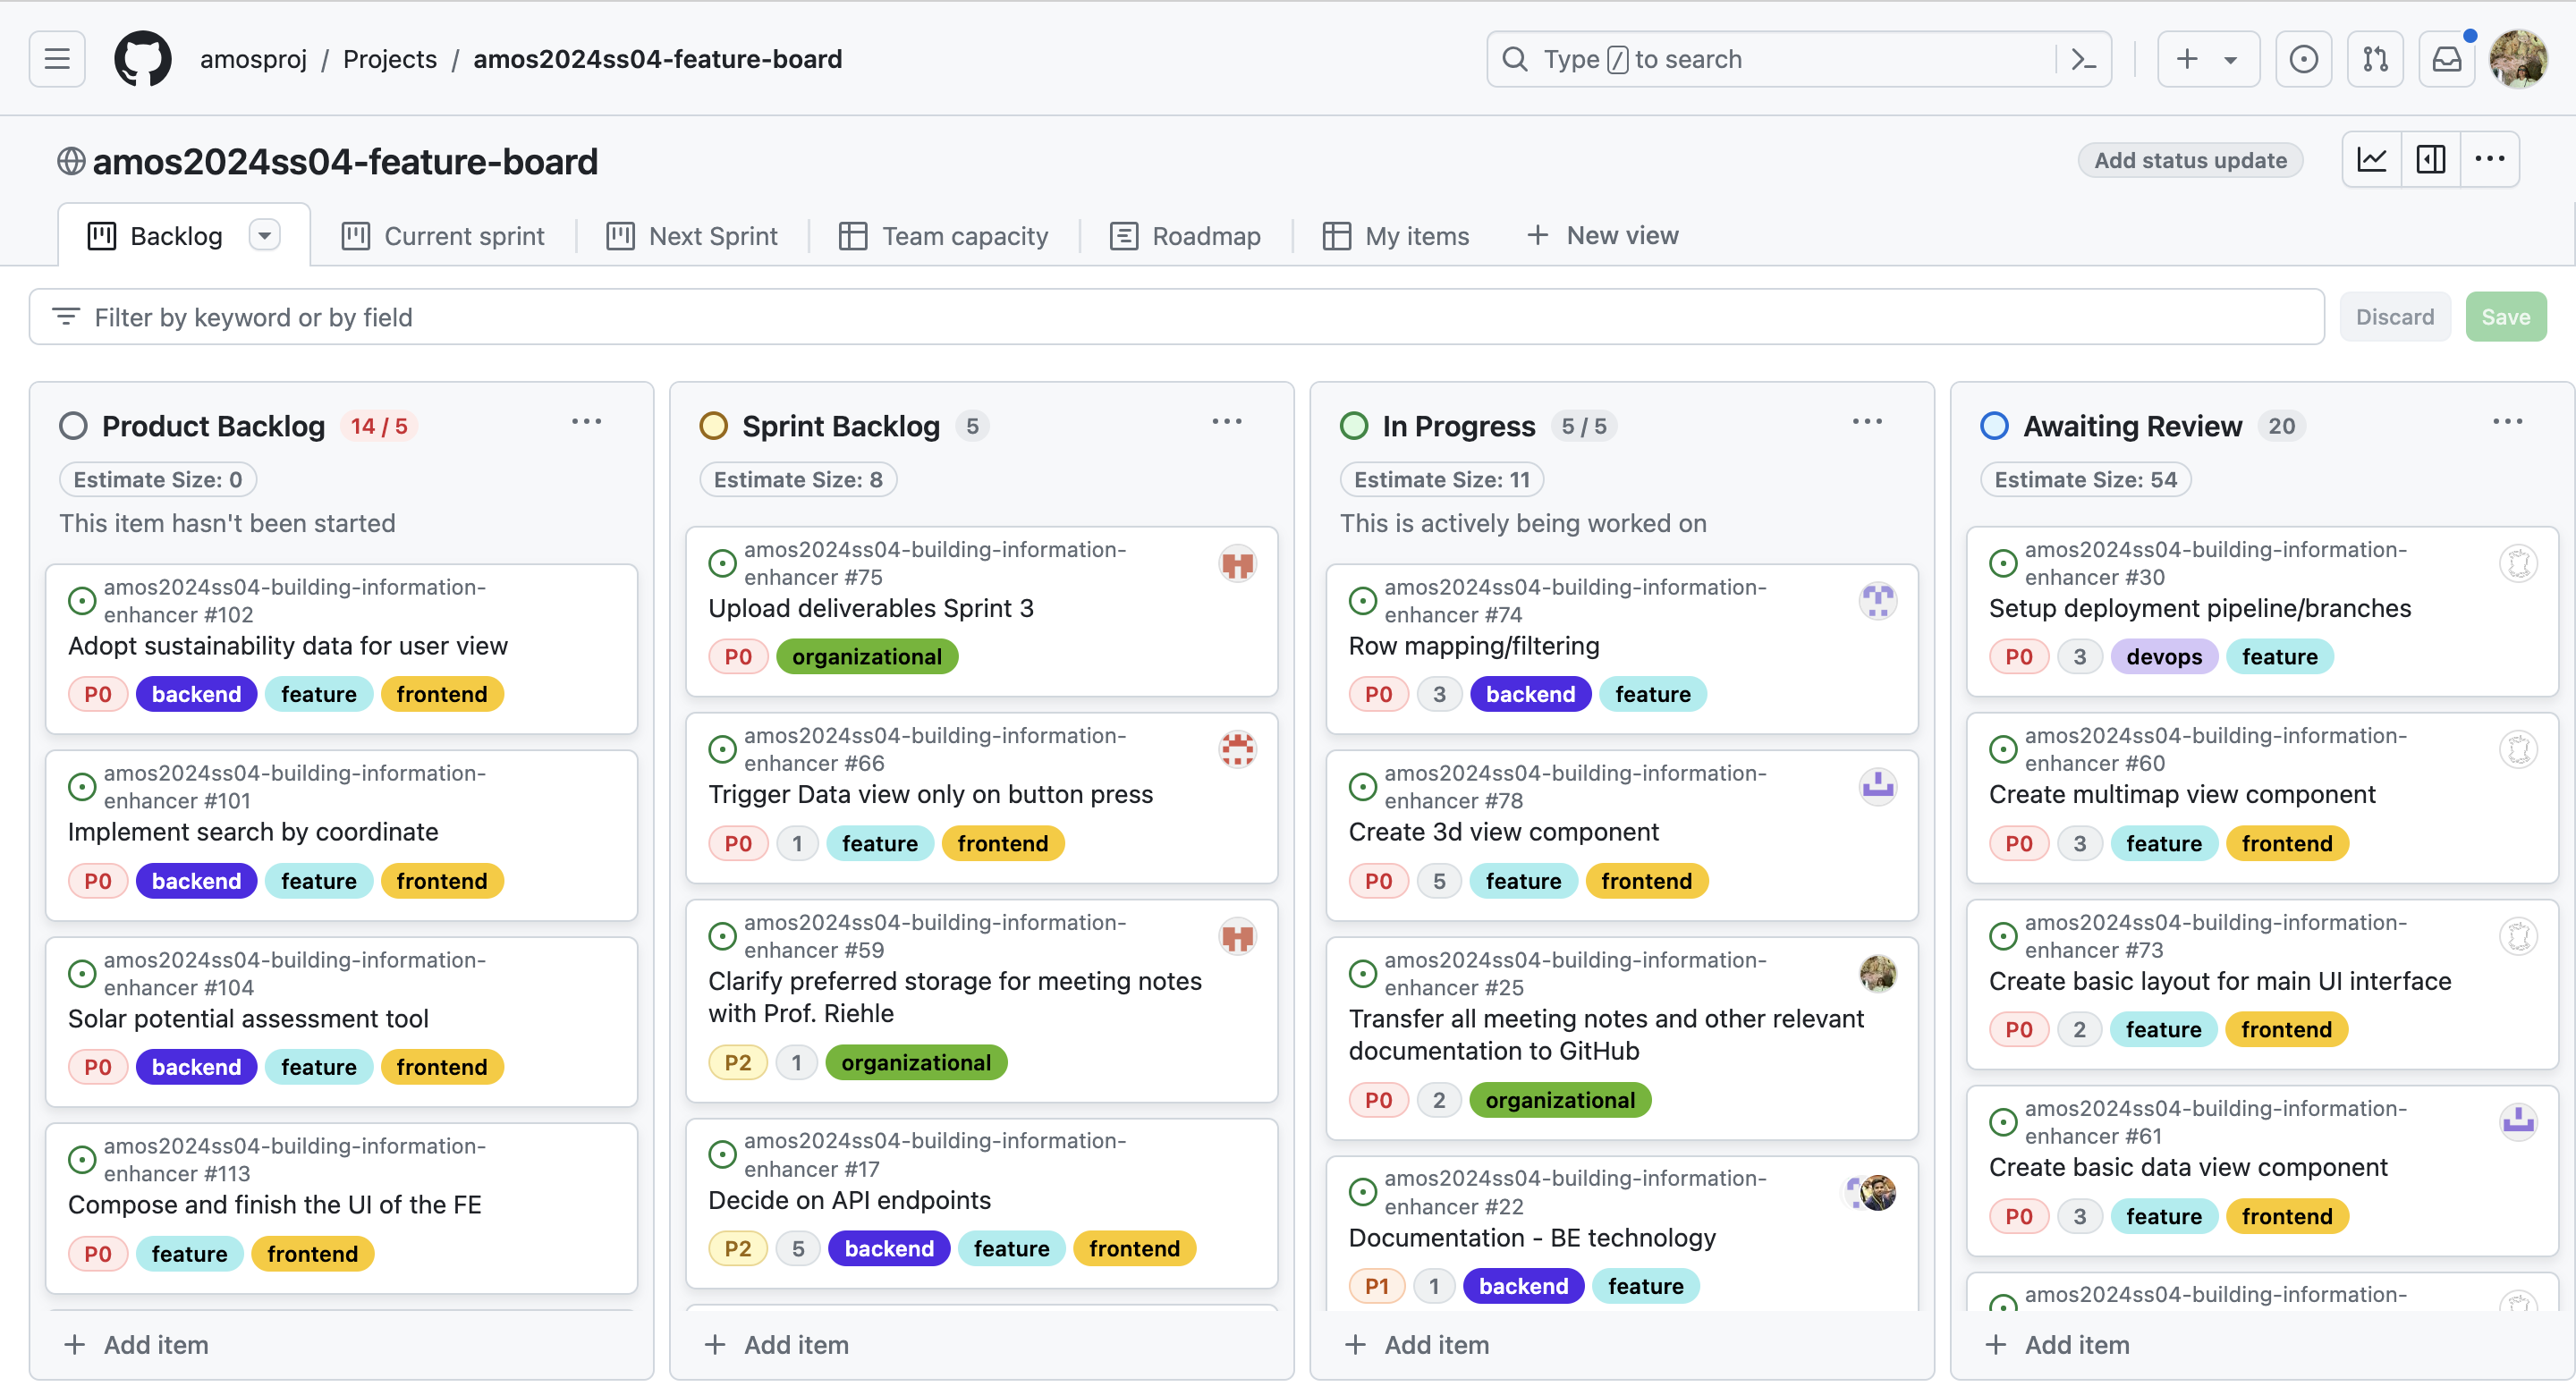 amosproj / Projects / amos2024ss04-feature-board
Type / to search
amos2024ss04-feature-board
Add status update
Backlog
Current sprint
Next Sprint
Team capacity
Roadmap
My items
New view
Filter by keyword or by field
Discard
Save
Product Backlog 14 / 5
Estimate Size: 0
This item hasn't been started
amos2024ss04-building-information-
enhancer #102
Adopt sustainability data for user view
P0 backend feature frontend
amos2024ss04-building-information-
enhancer #101
Implement search by coordinate
P0 backend feature frontend
amos2024ss04-building-information-
enhancer #104
Solar potential assessment tool
P0 backend feature frontend
amos2024ss04-building-information-
enhancer #113
Compose and finish the UI of the FE
P0 feature frontend
Add item
Sprint Backlog 5
Estimate Size: 8
amos2024ss04-building-information-
enhancer #75
Upload deliverables Sprint 3
P0 organizational
amos2024ss04-building-information-
enhancer #66
Trigger Data view only on button press
P0 1 feature frontend
amos2024ss04-building-information-
enhancer #59
Clarify preferred storage for meeting notes
with Prof. Riehle
P2 1 organizational
amos2024ss04-building-information-
enhancer #17
Decide on API endpoints
P2 5 backend feature frontend
Add item
In Progress 5 / 5
Estimate Size: 11
This is actively being worked on
amos2024ss04-building-information-
enhancer #74
Row mapping/filtering
P0 3 backend feature
amos2024ss04-building-information-
enhancer #78
Create 3d view component
P0 5 feature frontend
amos2024ss04-building-information-
enhancer #25
Transfer all meeting notes and other relevant
documentation to GitHub
P0 2 organizational
amos2024ss04-building-information-
enhancer #22
Documentation - BE technology
P1 1 backend feature
Add item
Awaiting Review 20
Estimate Size: 54
amos2024ss04-building-information-
enhancer #30
Setup deployment pipeline/branches
P0 3 devops feature
amos2024ss04-building-information-
enhancer #60
Create multimap view component
P0 3 feature frontend
amos2024ss04-building-information-
enhancer #73
Create basic layout for main UI interface
P0 2 feature frontend
amos2024ss04-building-information-
enhancer #61
Create basic data view component
P0 3 feature frontend
amos2024ss04-building-information-
Add item